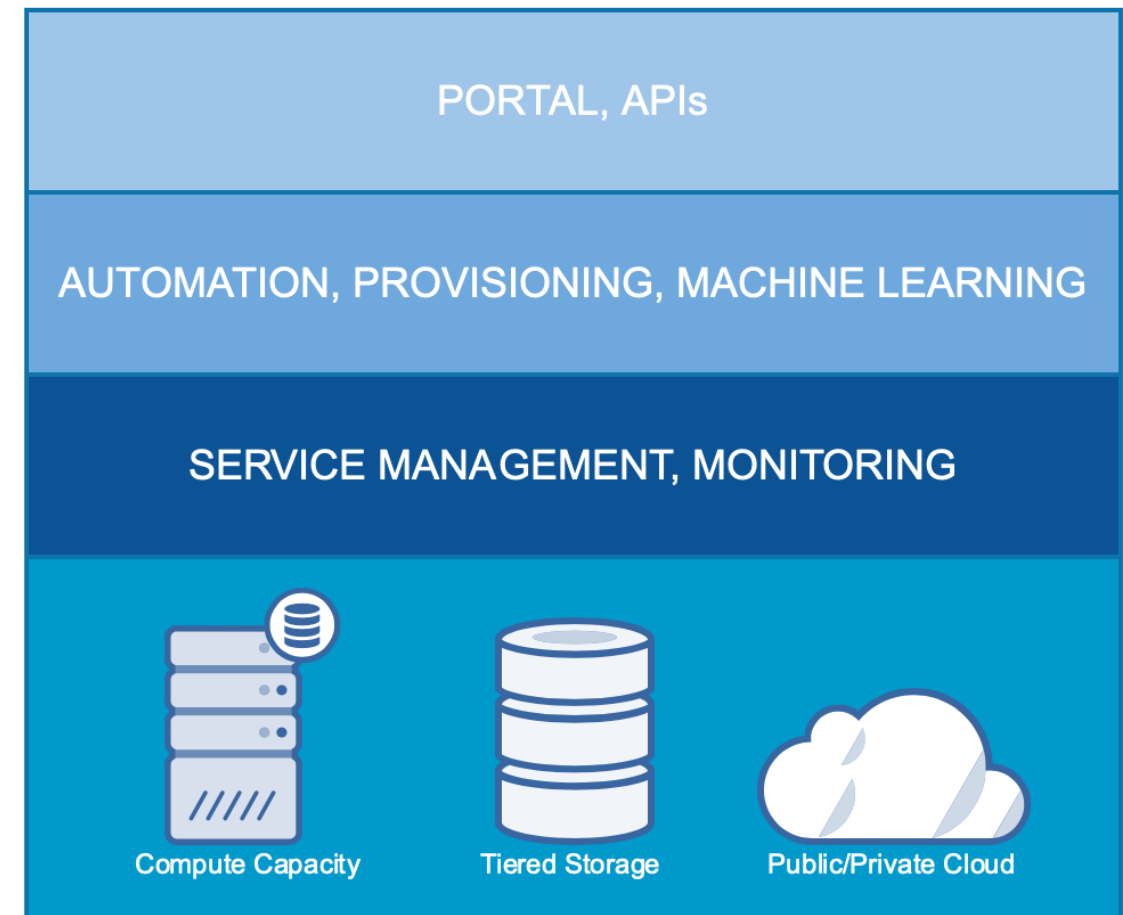 PORTAL, APIs
AUTOMATION, PROVISIONING, MACHINE LEARNING
SERVICE MANAGEMENT, MONITORING
Compute Capacity
Tiered Storage
Public/Private Cloud